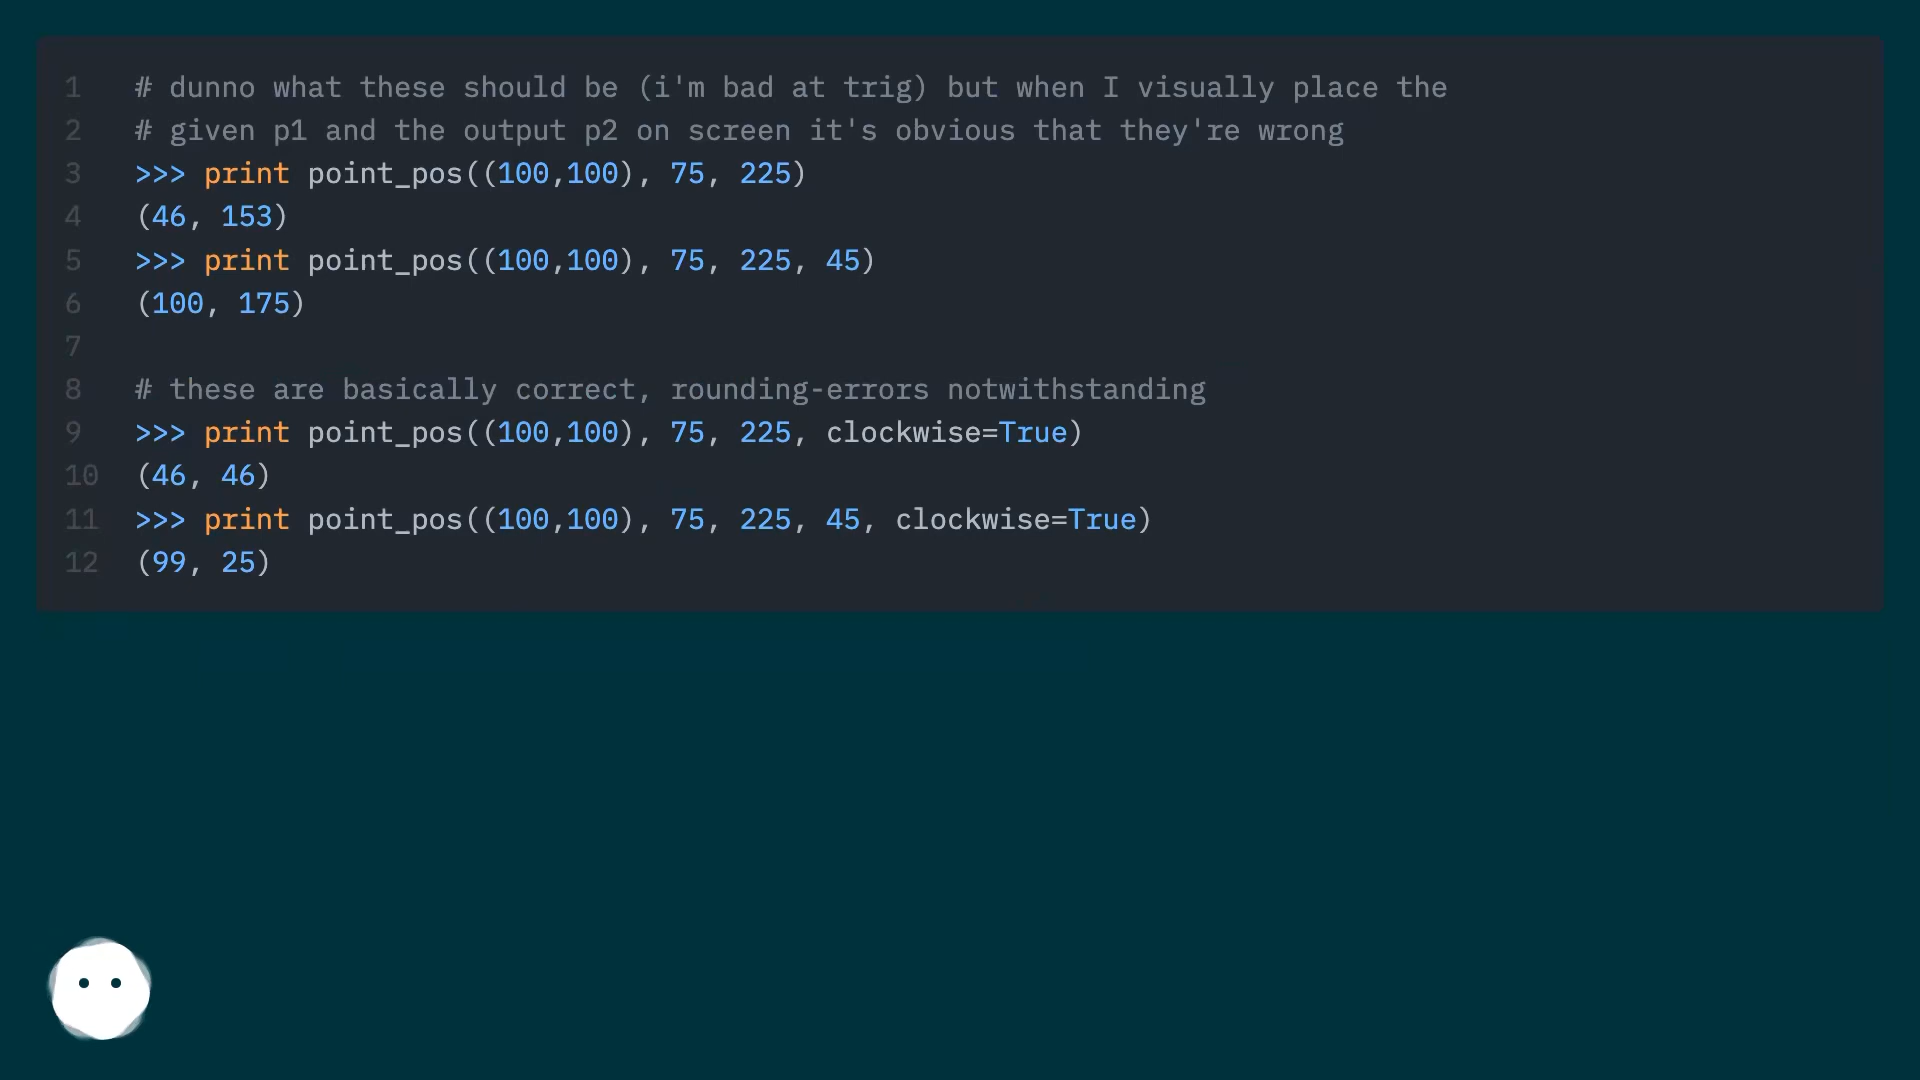 1 # dunno what these should be (i'm bad at trig) but when I visually place the
2 # given p1 and the output p2 on screen it's obvious that they're wrong
3 >>> print point_pos((100,100), 75, 225)
4 (46, 153)
5 >>> print point_pos((100,100), 75, 225, 45)
6 (100, 175)
7
8 # these are basically correct, rounding-errors notwithstanding
9 >>> print point_pos((100,100), 75, 225, clockwise=True)
10 (46, 46)
11 >>> print point_pos((100,100), 75, 225, 45, clockwise=True)
12 (99, 25)